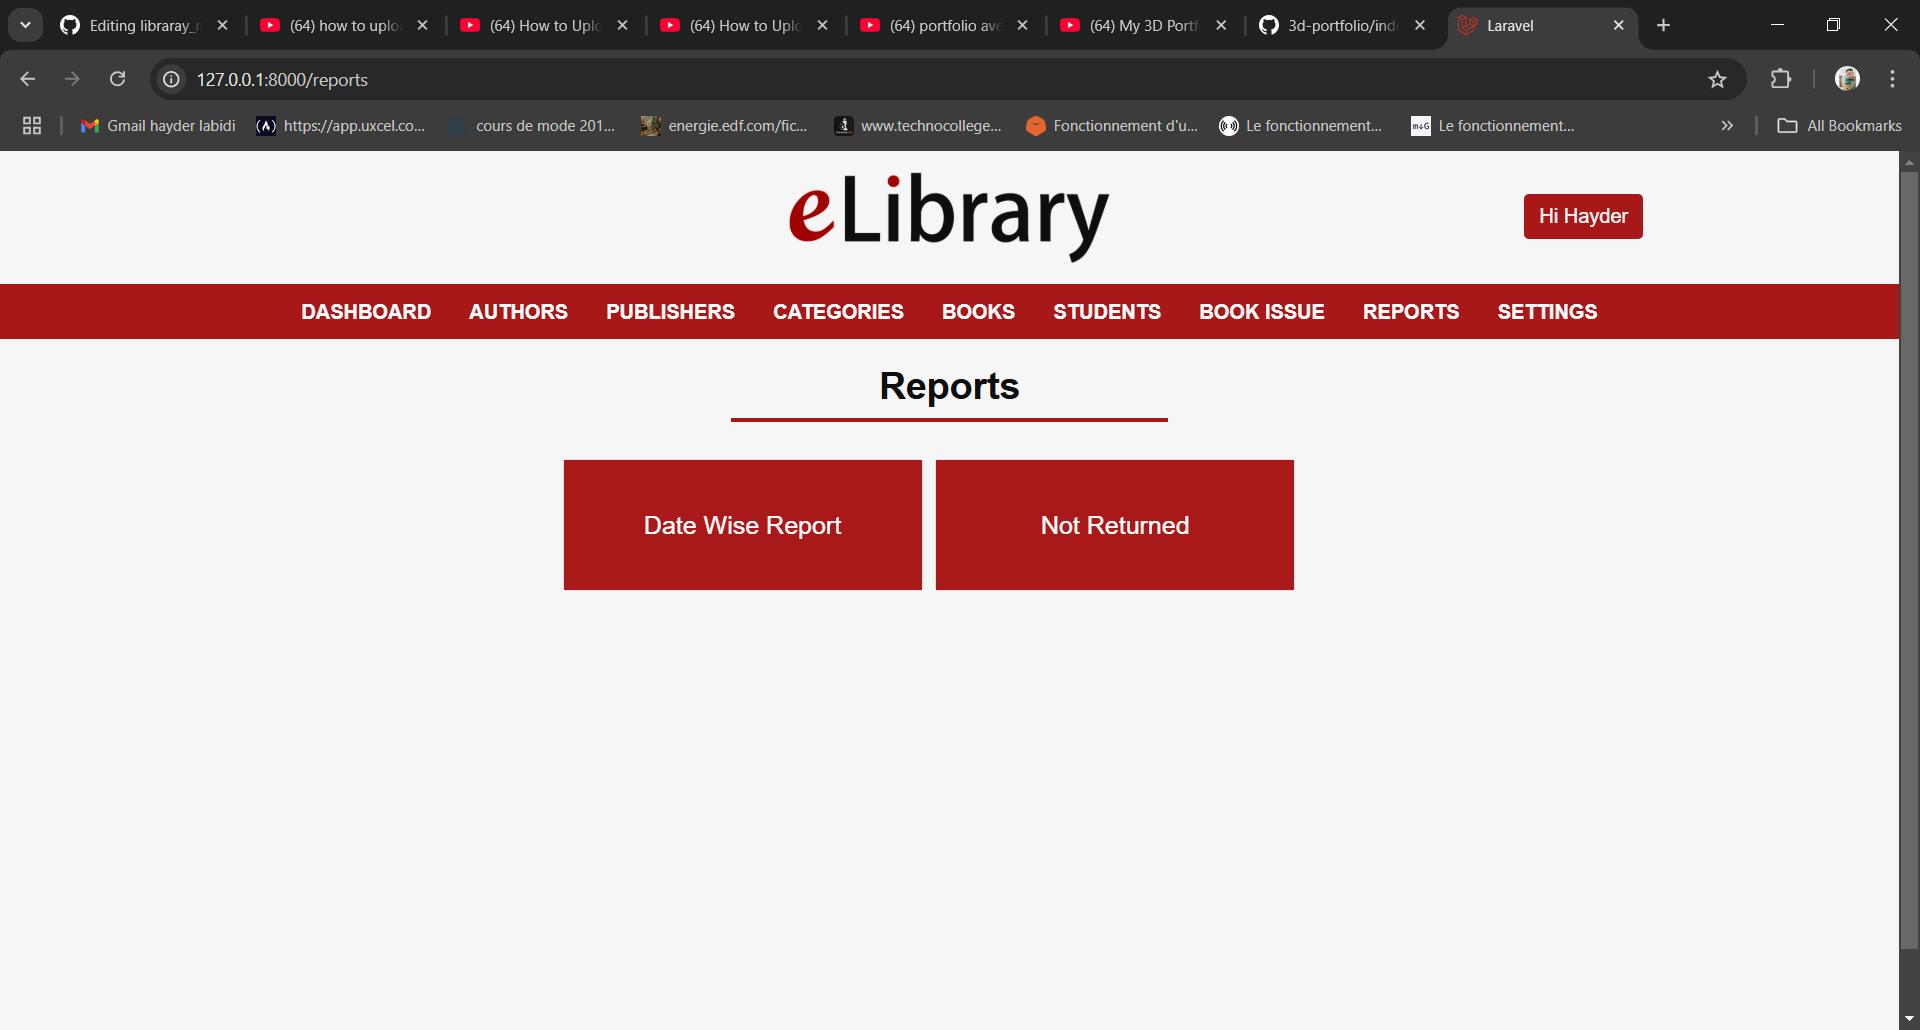 Editing libraray_r
(64) how to uplo
(64) How to Uplo
(64) How to Uplo
(64) portfolio ave
(64) My 3D Portf
3d-portfolio/inde
Laravel
127.0.0.1:8000/reports
Gmail hayder labidi
https://app.uxcel.co...
cours de mode 201...
energie.edf.com/fic...
www.technocollege...
Fonctionnement d'u...
Le fonctionnement...
Le fonctionnement...
All Bookmarks
eLibrary
Hi Hayder
DASHBOARD AUTHORS PUBLISHERS CATEGORIES BOOKS STUDENTS BOOK ISSUE REPORTS SETTINGS
Reports
Date Wise Report
Not Returned